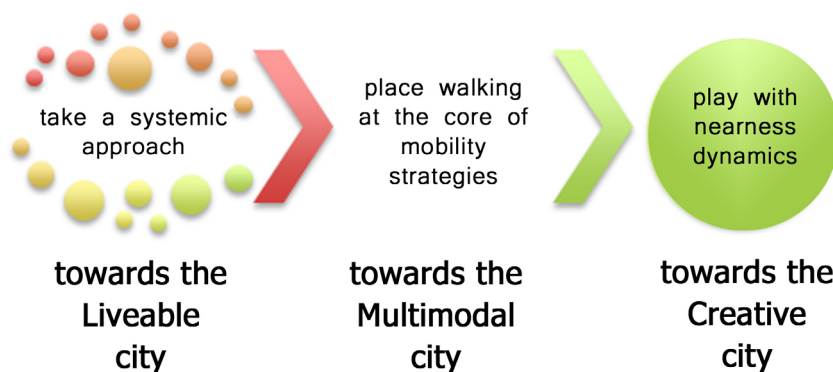 take a systemic
approach
place walking
at the core of
mobility
strategies
play with
nearness
dynamics
towards the
Liveable
city
towards the
Multimodal
city
towards the
Creative
city